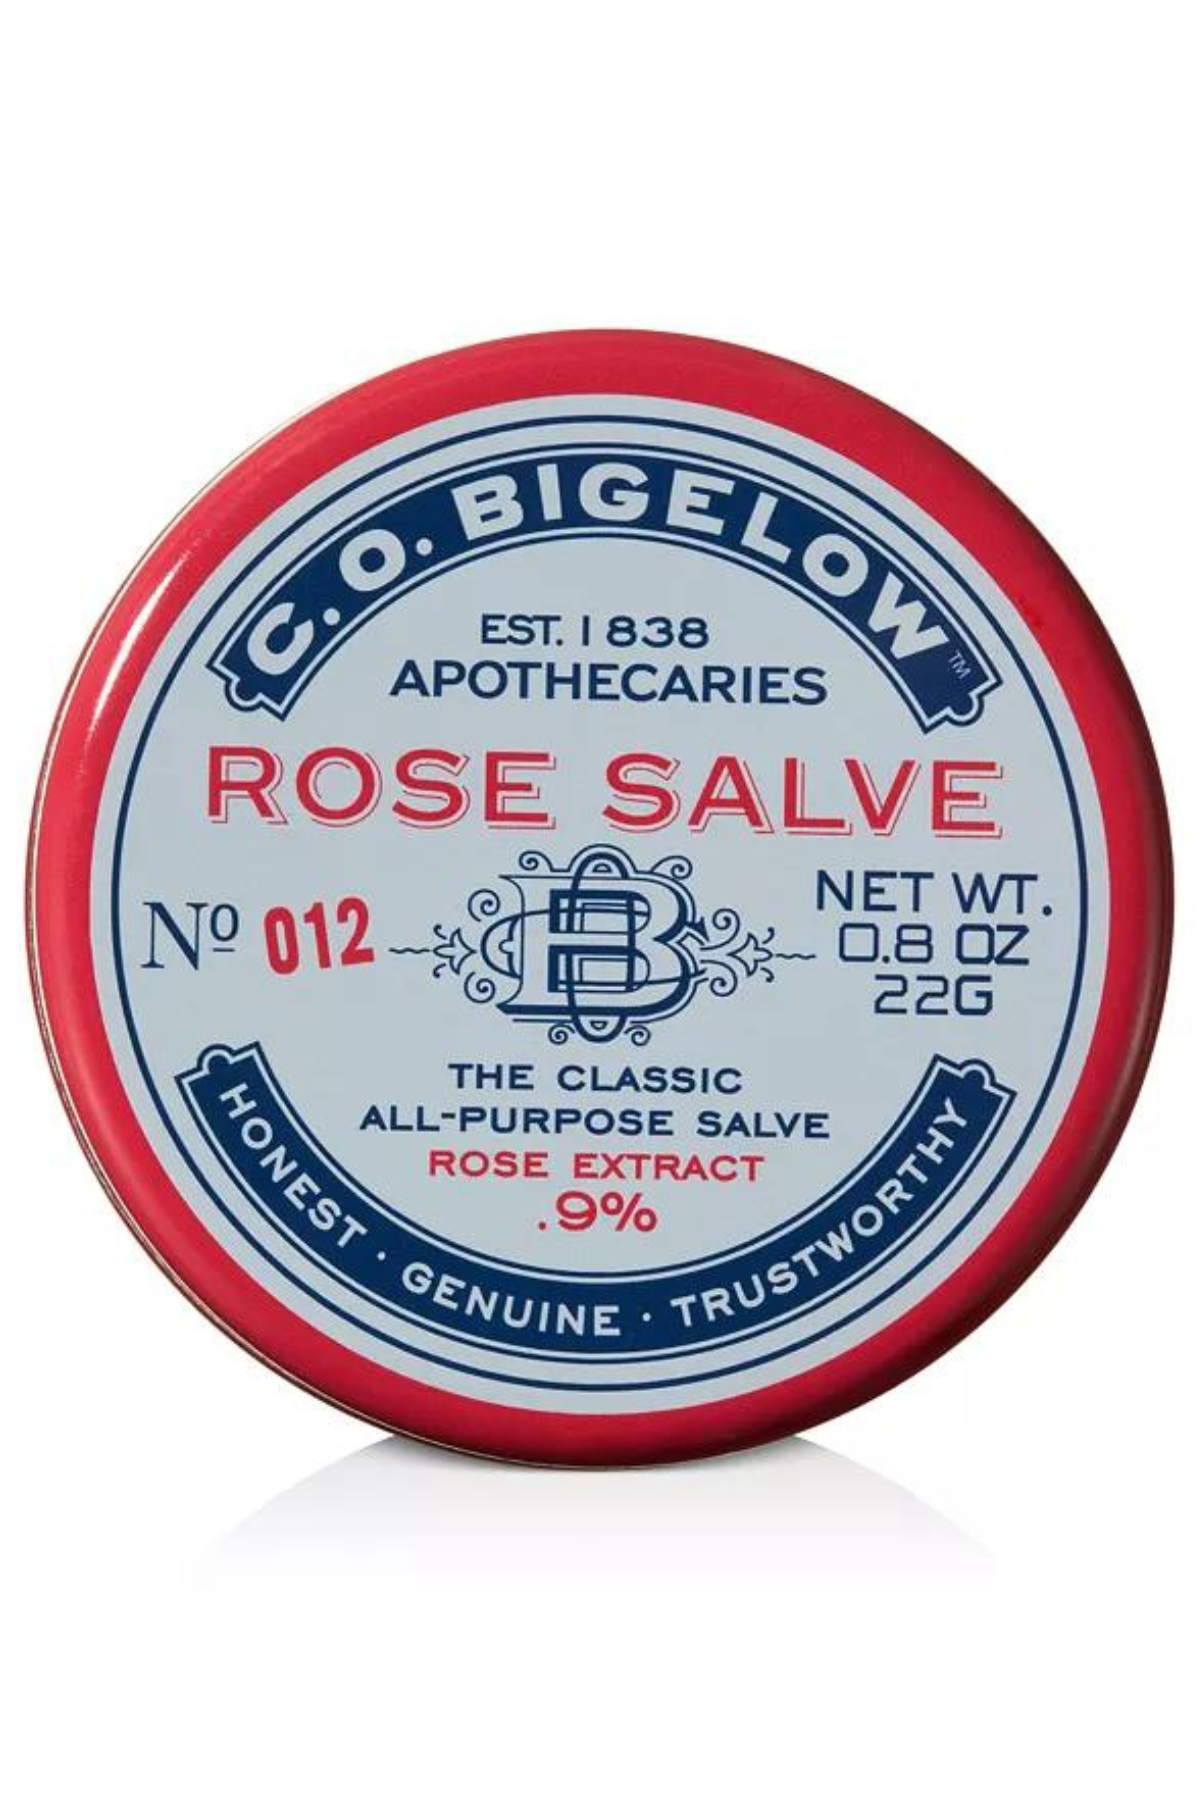 C.O. BIGELOW™
EST. 1838
APOTHECARIES
ROSE SALVE
Nº 012
B
NET WT.
0.8 OZ
22G
THE CLASSIC
ALL-PURPOSE SALVE
ROSE EXTRACT
.9%
HONEST · GENUINE · TRUSTWORTHY